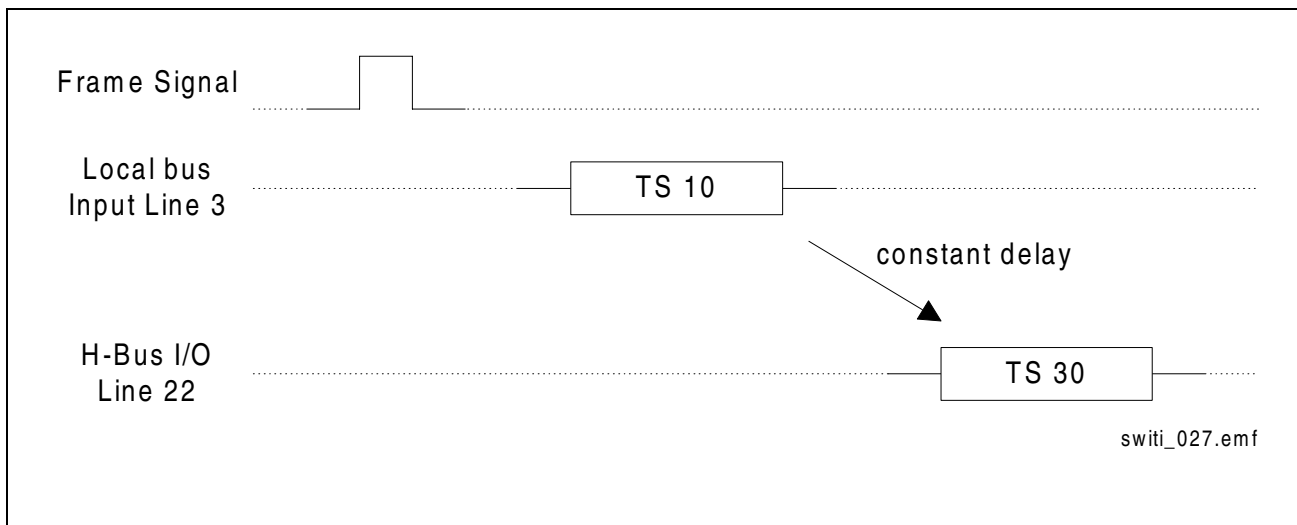 Frame Signal
Local bus
Input Line 3
TS 10
constant delay
H-Bus I/O
Line 22
TS 30
switi_027.emf